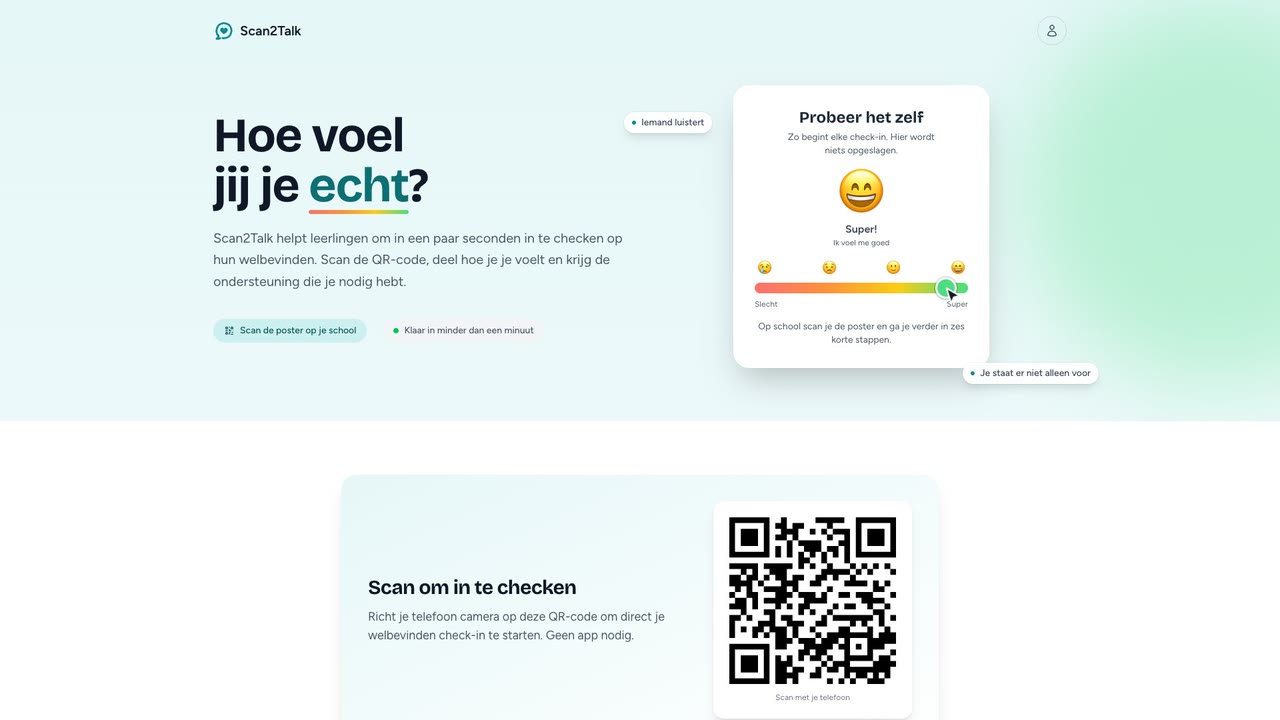 Scan2Talk
Hoe voel
jij je echt?
Scan2Talk helpt leerlingen om in een paar seconden in te checken op
hun welbevinden. Scan de QR-code, deel hoe je je voelt en krijg de
ondersteuning die je nodig hebt.
Scan de poster op je school
Klaar in minder dan een minuut
Iemand luistert
Probeer het zelf
Zo begint elke check-in. Hier wordt
niets opgeslagen.
Super!
Ik voel me goed
Slecht
Super
Op school scan je de poster en ga je verder in zes
korte stappen.
Je staat er niet alleen voor
Scan om in te checken
Richt je telefoon camera op deze QR-code om direct je
welbevinden check-in te starten. Geen app nodig.
Scan met je telefoon